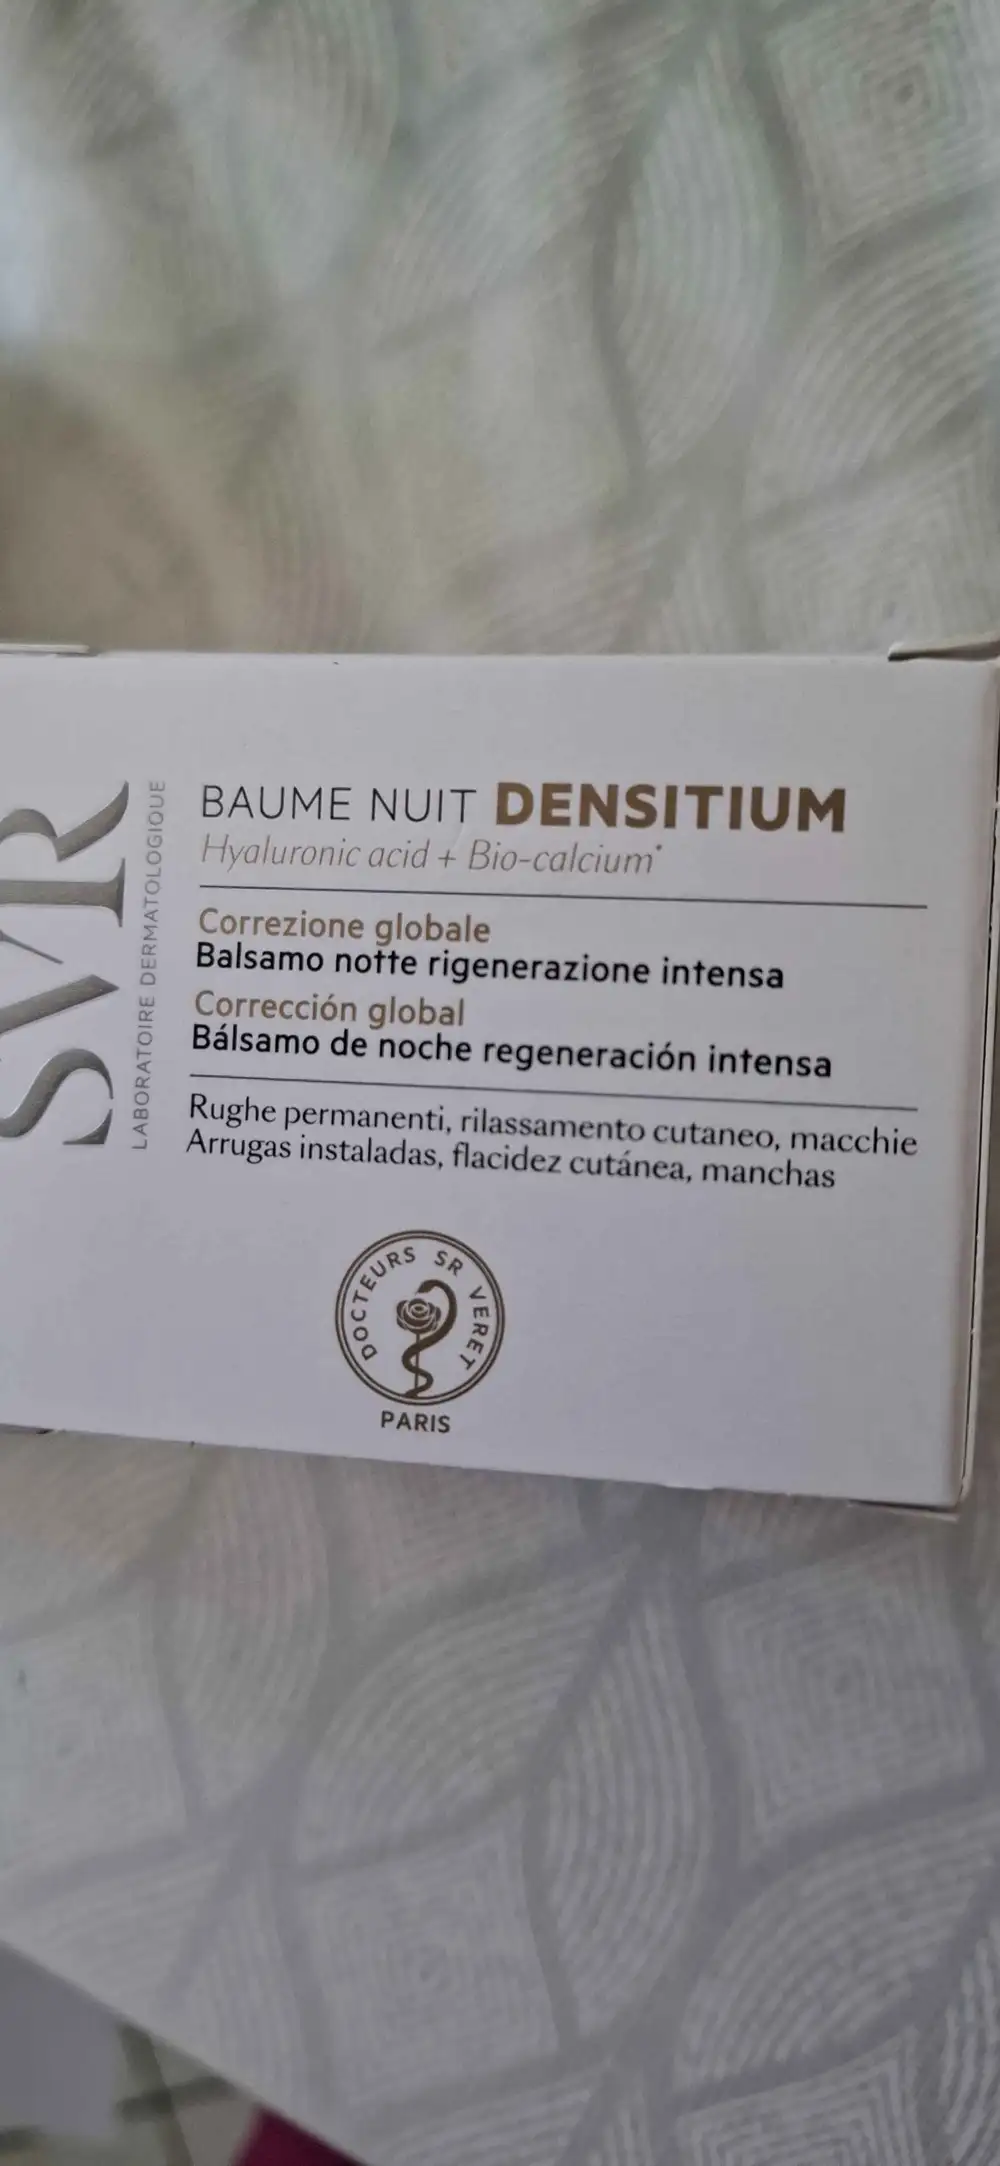 SVR
LABORATOIRE DERMATOLOGIQUE
BAUME NUIT DENSITIUM
Hyaluronic acid + Bio-calcium*
Correzione globale
Balsamo notte rigenerazione intensa
Corrección global
Bálsamo de noche regeneración intensa
Rughe permanenti, rilassamento cutaneo, macchie
Arrugas instaladas, flacidez cutánea, manchas
DOCTEURS SR VERET
PARIS